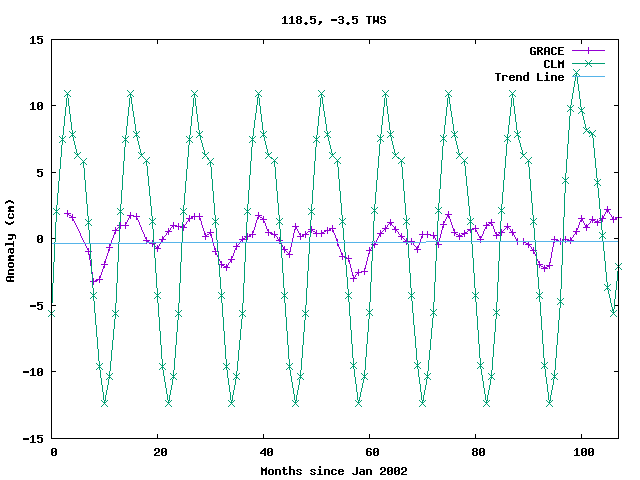 118.5, -3.5 TWS
GRACE
CLM
Trend Line
15
10
5
0
-5
-10
-15
Anomaly (cm)
0 20 40 60 80 100
Months since Jan 2002